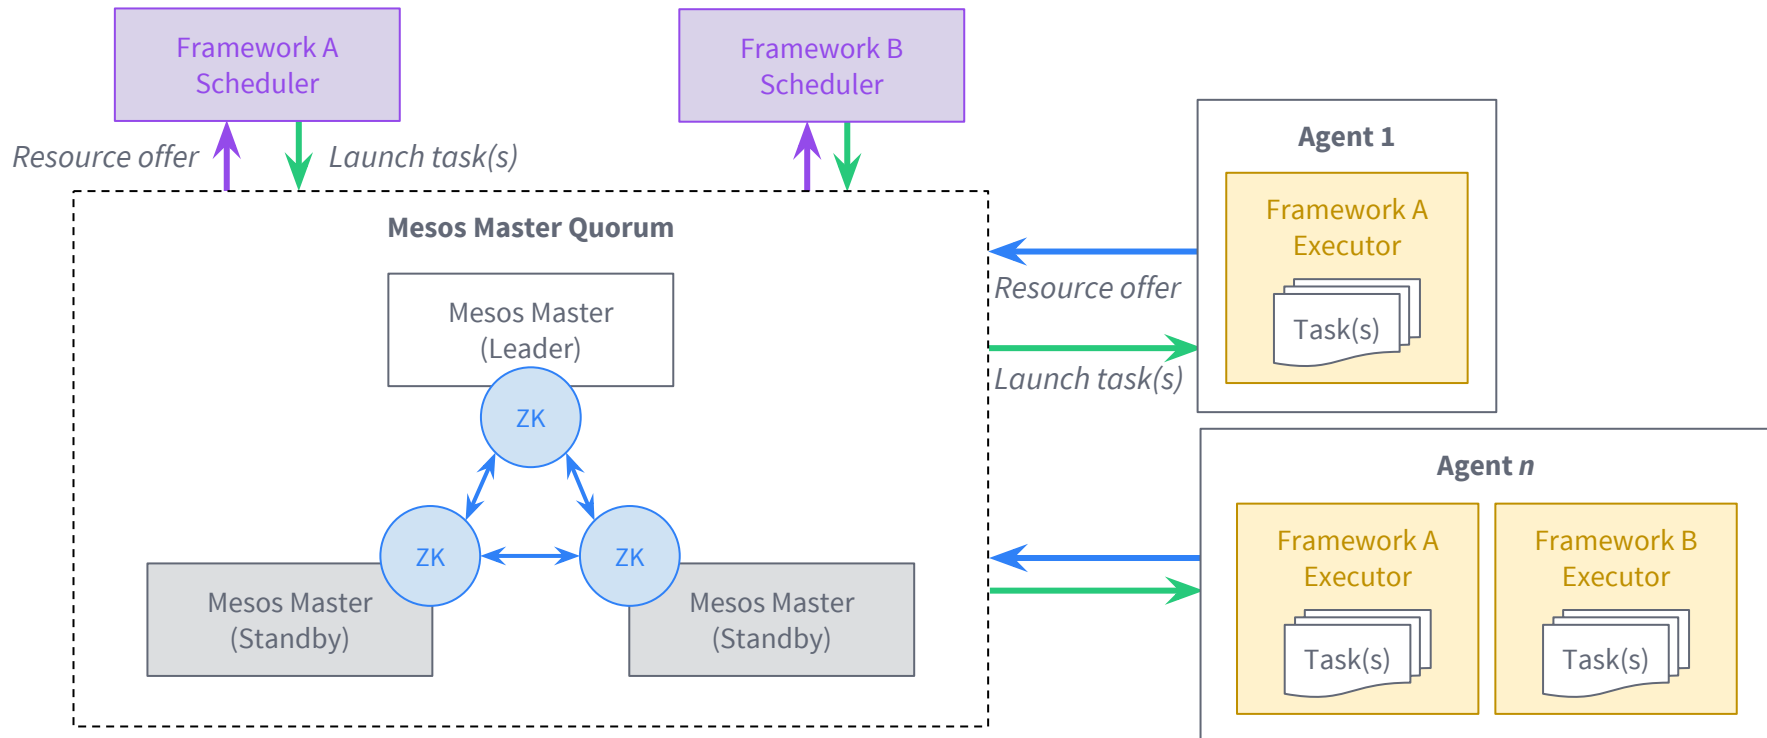 Framework A
Scheduler
Framework B
Scheduler
Resource offer
Launch task(s)
Mesos Master Quorum
Mesos Master
(Leader)
ZK
ZK
ZK
Mesos Master
(Standby)
Mesos Master
(Standby)
Resource offer
Launch task(s)
Agent 1
Framework A
Executor
Task(s)
Agent n
Framework A
Executor
Task(s)
Framework B
Executor
Task(s)